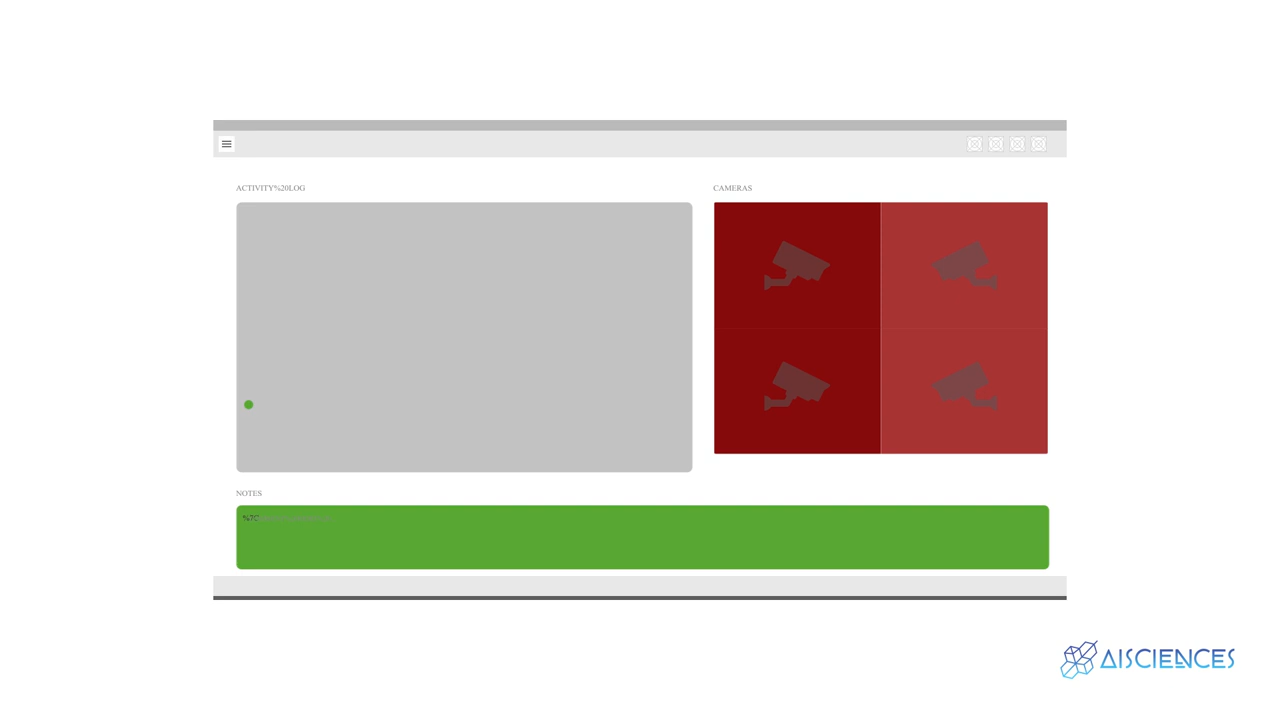 ACTIVITY%20LOG
CAMERAS
NOTES
%7C
AISCIENCES